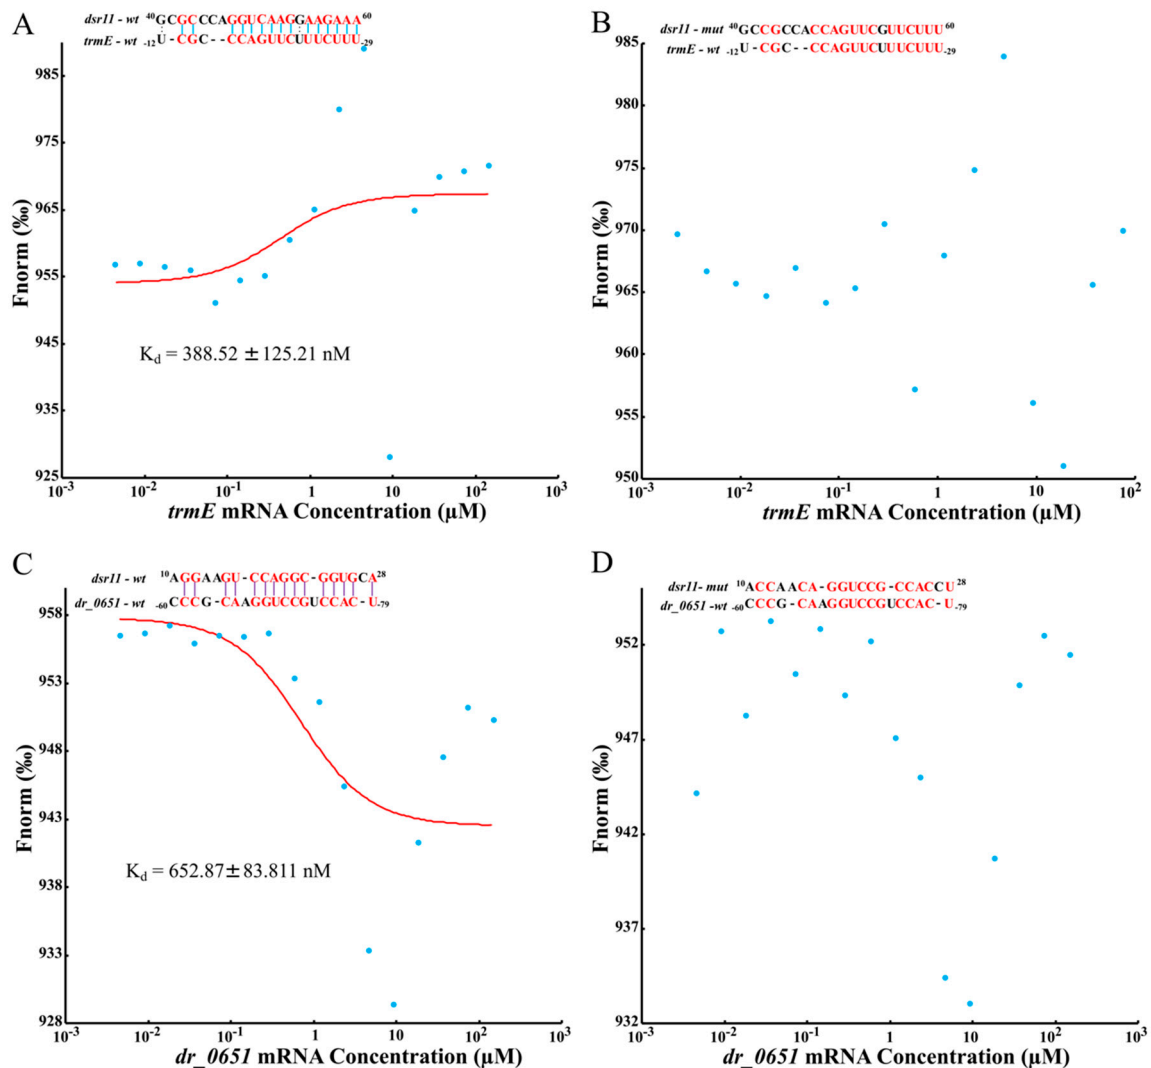 A
dsr11 - wt 40GCGCCCAGGUCAAGGAAGAAA60
trmE - wt -12U-CGC--CCAGUUCUUUCUUU-29
985
975
965
955
945
935
925
Fnorm (‰)
Kd = 388.52 ± 125.21 nM
10-3 10-2 10-1 1 10 102 103
trmE mRNA Concentration (µM)
B
dsr11 - mut 40GCCGCCACCAGUUCGUUCUUU60
trmE - wt -12U-CGC--CCAGUUCUUUCUUU-29
985
980
975
970
965
960
955
950
Fnorm (‰)
10-3 10-2 10-1 1 10 102
trmE mRNA Concentration (µM)
C
dsr11 - wt 10AGGAAGU-CCAGGC-GGUGCA28
dr_0651 - wt -60CCCG-CAAGGUCCGUCCAC-U-79
958
953
948
943
938
933
928
Fnorm (‰)
Kd = 652.87±83.811 nM
10-3 10-2 10-1 1 10 102 103
dr_0651 mRNA Concentration (µM)
D
dsr11- mut 10ACCAACA-GGUCCG-CCACCU28
dr_0651 -wt -60CCCG-CAAGGUCCGUCCAC-U-79
952
947
942
937
932
Fnorm (‰)
10-3 10-2 10-1 1 10 102 103
dr_0651 mRNA Concentration (µM)